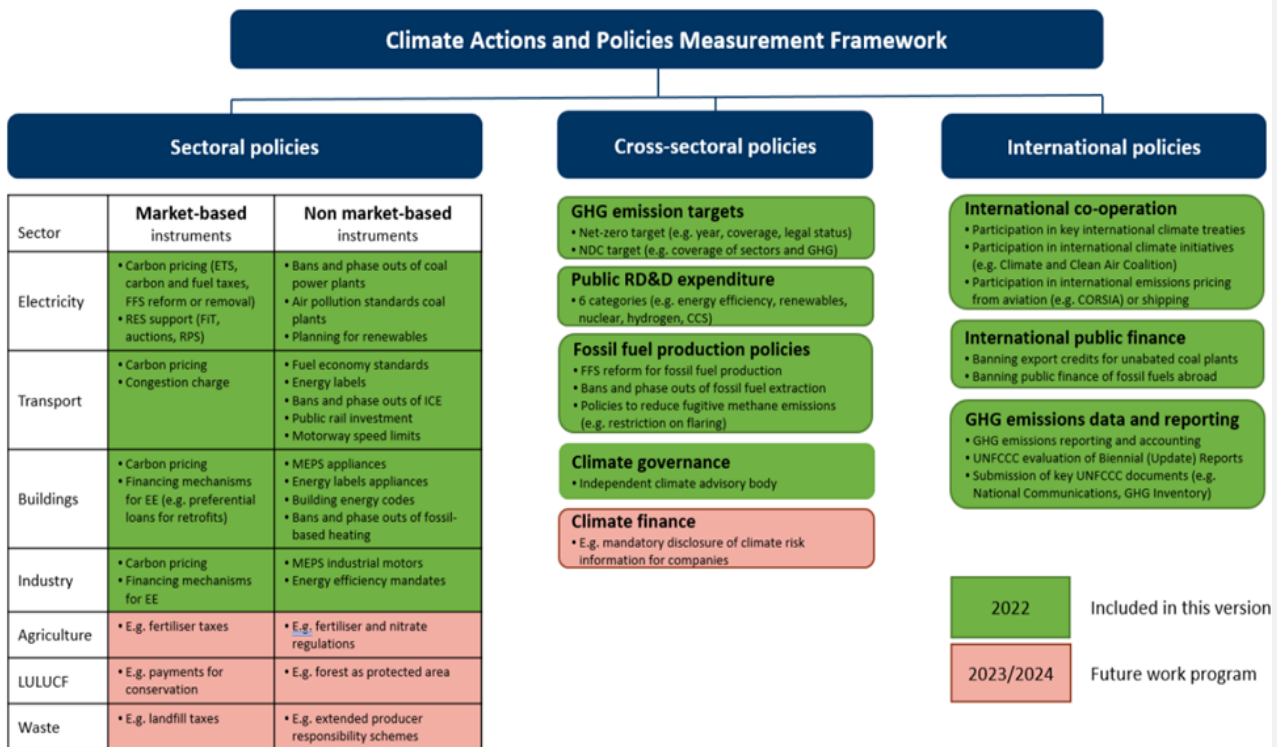 Climate Actions and Policies Measurement Framework
Sectoral policies
Sector
Market-based
instruments
Non market-based
instruments
Electricity
• Carbon pricing (ETS,
carbon and fuel taxes,
FFS reform or removal)
• RES support (FiT,
auctions, RPS)
• Bans and phase outs of coal
power plants
• Air pollution standards coal
plants
• Planning for renewables
Transport
• Carbon pricing
• Congestion charge
• Fuel economy standards
• Energy labels
• Bans and phase outs of ICE
• Public rail investment
• Motorway speed limits
Buildings
• Carbon pricing
• Financing mechanisms
for EE (e.g. preferential
loans for retrofits)
• MEPS appliances
• Energy labels appliances
• Building energy codes
• Bans and phase outs of fossil-
based heating
Industry
• Carbon pricing
• Financing mechanisms
for EE
• MEPS industrial motors
• Energy efficiency mandates
Agriculture
• E.g. fertiliser taxes
• E.g. fertiliser and nitrate
regulations
LULUCF
• E.g. payments for
conservation
• E.g. forest as protected area
Waste
• E.g. landfill taxes
• E.g. extended producer
responsibility schemes
Cross-sectoral policies
GHG emission targets
• Net-zero target (e.g. year, coverage, legal status)
• NDC target (e.g. coverage of sectors and GHG)
Public RD&D expenditure
• 6 categories (e.g. energy efficiency, renewables,
nuclear, hydrogen, CCS)
Fossil fuel production policies
• FFS reform for fossil fuel production
• Bans and phase outs of fossil fuel extraction
• Policies to reduce fugitive methane emissions
(e.g. restriction on flaring)
Climate governance
• Independent climate advisory body
Climate finance
• E.g. mandatory disclosure of climate risk
information for companies
International policies
International co-operation
• Participation in key international climate treaties
• Participation in international climate initiatives
(e.g. Climate and Clean Air Coalition)
• Participation in international emissions pricing
from aviation (e.g. CORSIA) or shipping
International public finance
• Banning export credits for unabated coal plants
• Banning public finance of fossil fuels abroad
GHG emissions data and reporting
• GHG emissions reporting and accounting
• UNFCCC evaluation of Biennial (Update) Reports
• Submission of key UNFCCC documents (e.g.
National Communications, GHG Inventory)
2022
Included in this version
2023/2024
Future work program